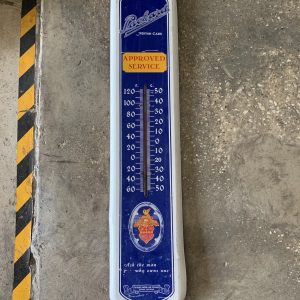 Packard
MOTOR CARS
APPROVED
SERVICE
F. C.
120 50
100 40
80 30
60 20
40 10
20 0
0 10
20 20
20 30
40 40
60 50
Ask the man
who owns one